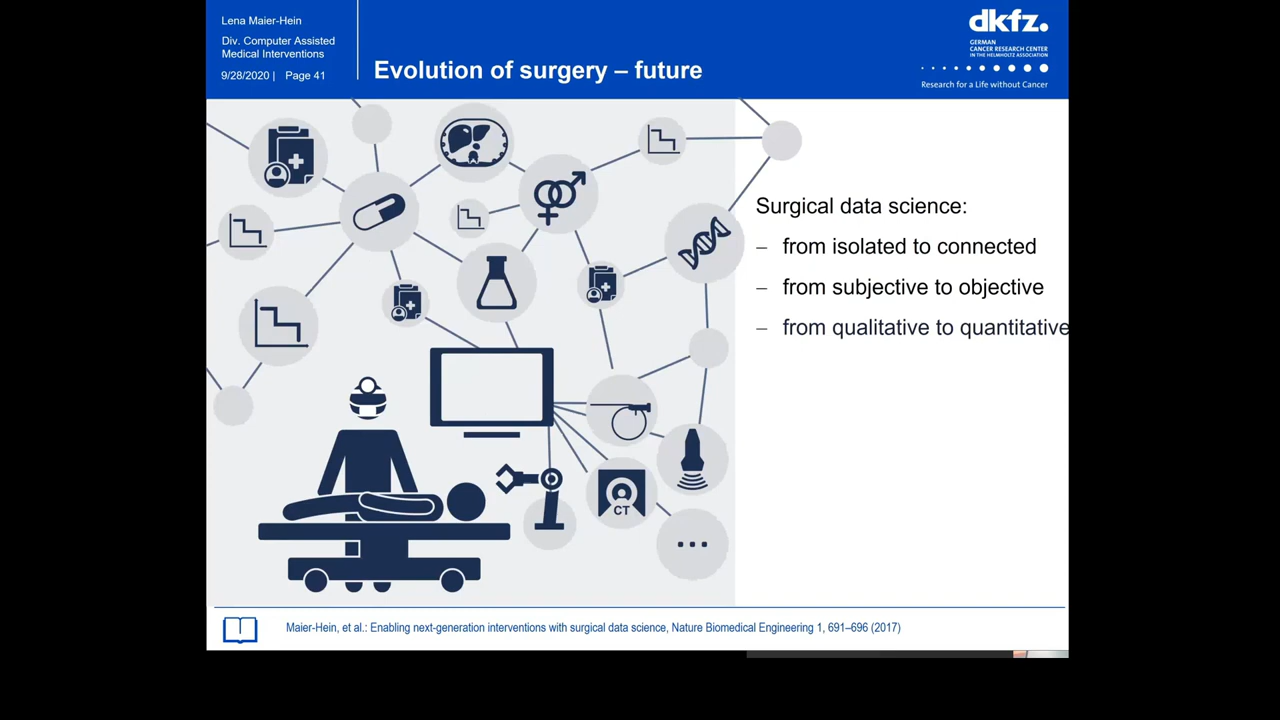 Lena Maier-Hein
Div. Computer Assisted
Medical Interventions
9/28/2020 | Page 41
Evolution of surgery – future
dkfz.
GERMAN
CANCER RESEARCH CENTER
IN THE HELMHOLTZ ASSOCIATION
Research for a Life without Cancer
Surgical data science:
– from isolated to connected
– from subjective to objective
– from qualitative to quantitative
CT
Maier-Hein, et al.: Enabling next-generation interventions with surgical data science, Nature Biomedical Engineering 1, 691–696 (2017)